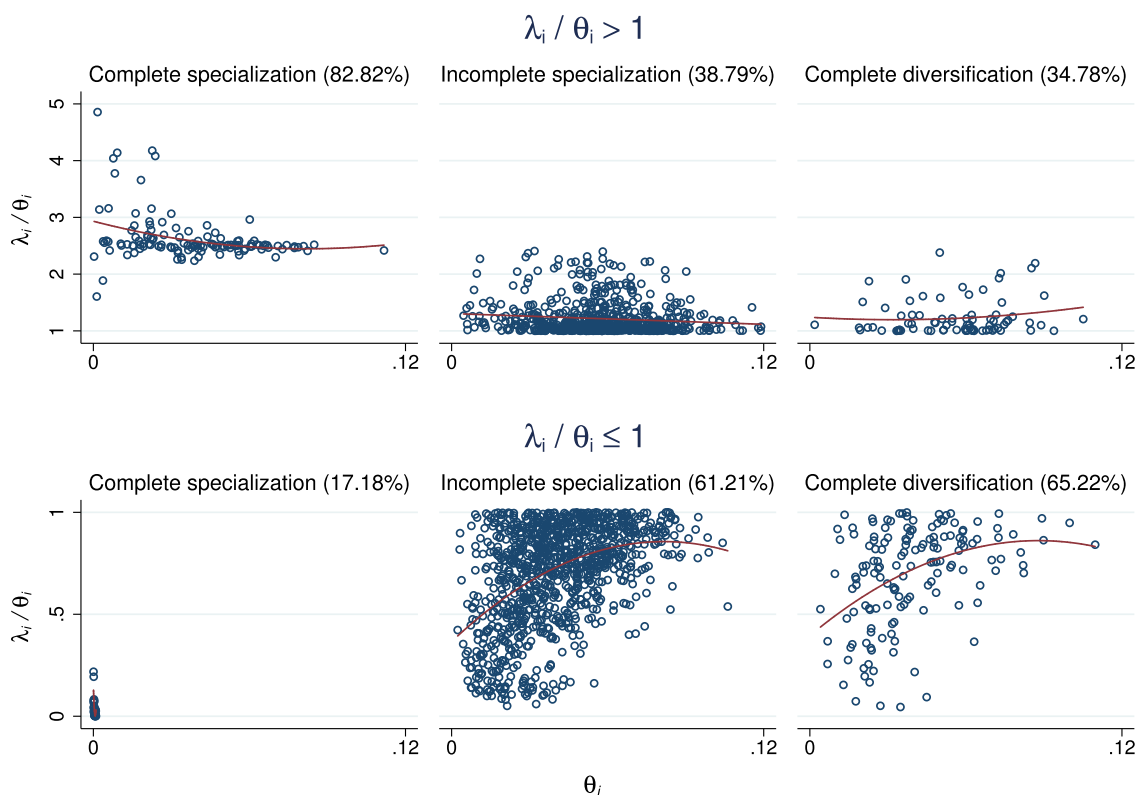 λi / θi > 1
Complete specialization (82.82%) Incomplete specialization (38.79%) Complete diversification (34.78%)
5
4
3
2
1
λi / θi
0 .12 0 .12 0 .12
λi / θi ≤ 1
Complete specialization (17.18%) Incomplete specialization (61.21%) Complete diversification (65.22%)
1
.5
0
λi / θi
0 .12 0 .12 0 .12
θi